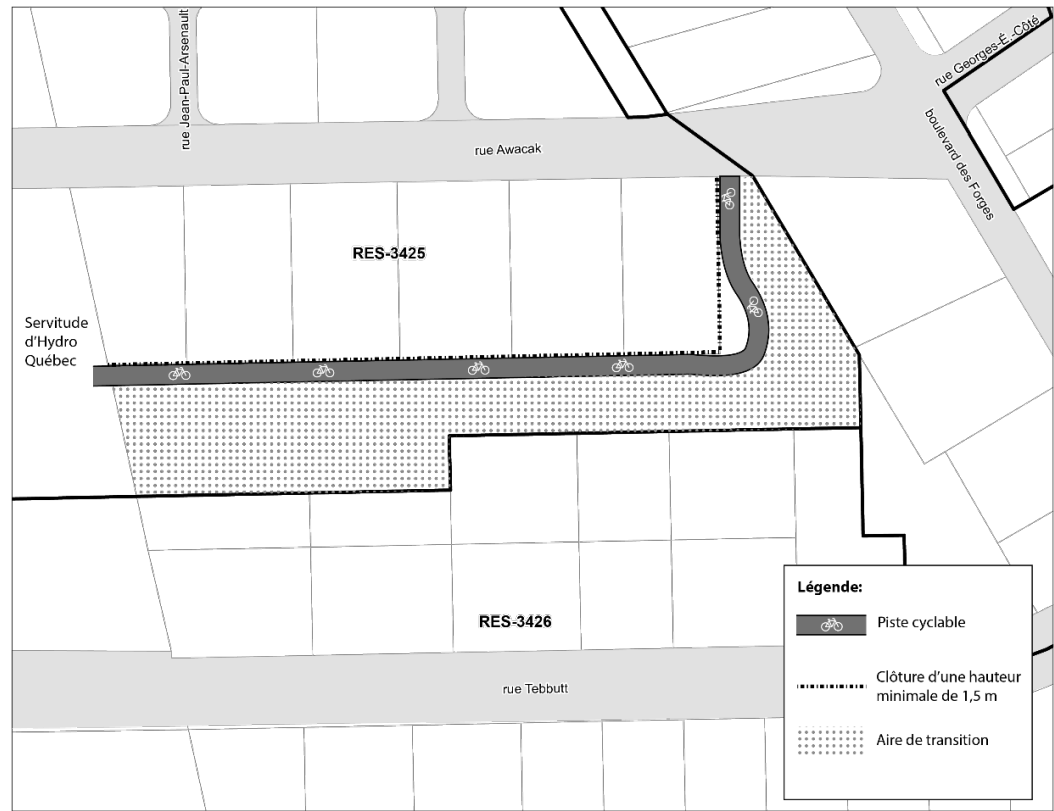 rue Jean-Paul-Arsenault
rue Georges-É.-Côté
boulevard des Forges
rue Awacak
RES-3425
Servitude
d'Hydro
Québec
RES-3426
rue Tebbutt
Légende:
Piste cyclable
Clôture d'une hauteur
minimale de 1,5 m
Aire de transition